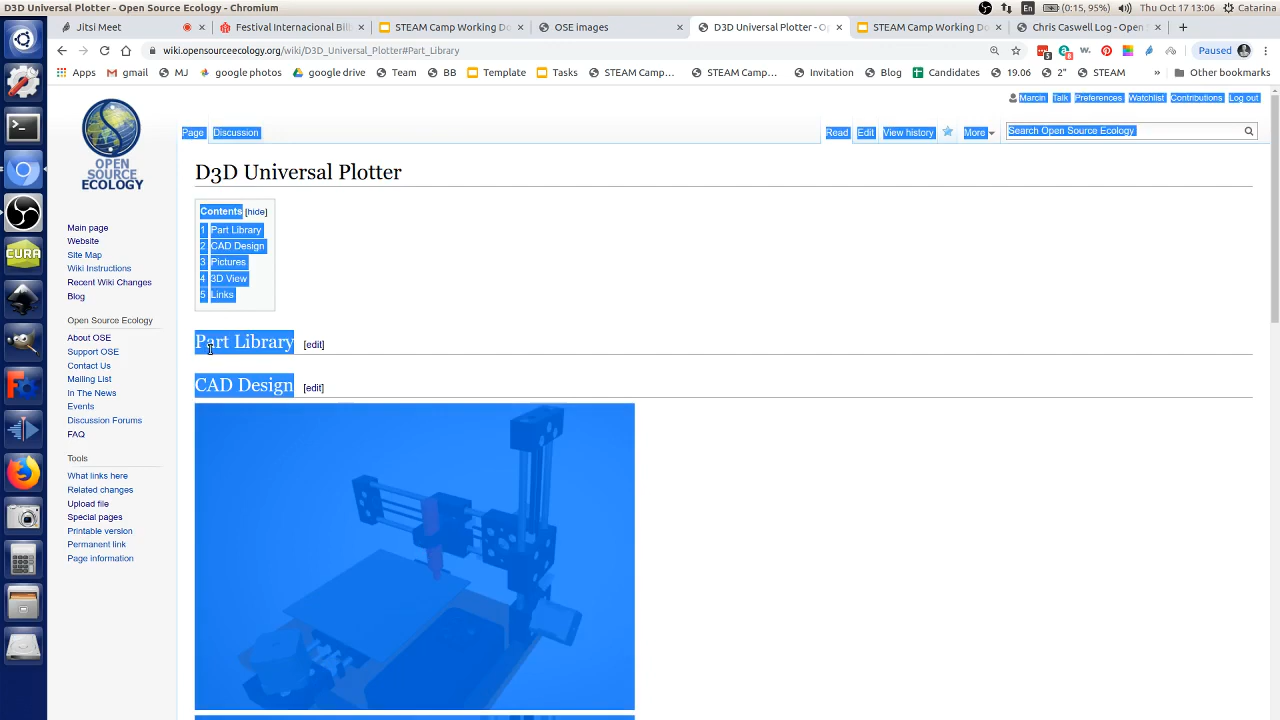 D3D Universal Plotter - Open Source Ecology - Chromium
En (0:15, 95%) Thu Oct 17 13:06 Catarina
Jitsi Meet
Festival Internacional Bill
STEAM Camp Working Do
OSE images
D3D Universal Plotter - O
STEAM Camp Working Do
Chris Caswell Log - Open
wiki.opensourceecology.org/wiki/D3D_Universal_Plotter#Part_Library
Paused
Apps gmail MJ google photos google drive Team BB Template Tasks STEAM Camp... STEAM Camp... Invitation Blog Candidates 19.06 2" STEAM » Other bookmarks
Marcin Talk Preferences Watchlist Contributions Log out
Page Discussion Read Edit View history More Search Open Source Ecology
OPEN
SOURCE
ECOLOGY
Main page
Website
Site Map
Wiki Instructions
Recent Wiki Changes
Blog
Open Source Ecology
About OSE
Support OSE
Contact Us
Mailing List
In The News
Events
Discussion Forums
FAQ
Tools
What links here
Related changes
Upload file
Special pages
Printable version
Permanent link
Page information
D3D Universal Plotter
Contents [hide]
1 Part Library
2 CAD Design
3 Pictures
4 3D View
5 Links
Part Library [edit]
CAD Design [edit]
CURA